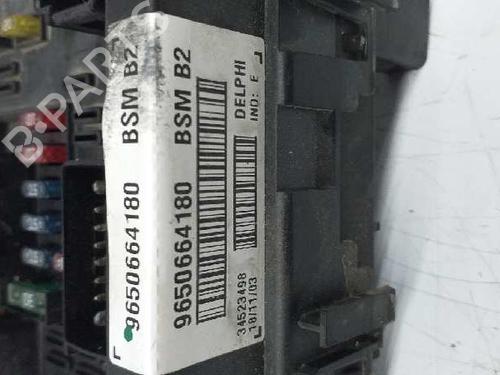 9650664180 BSM B2
9650664180 BSM B2
DELPHI
IND: E
34523498
18/11/03
B-PARTS